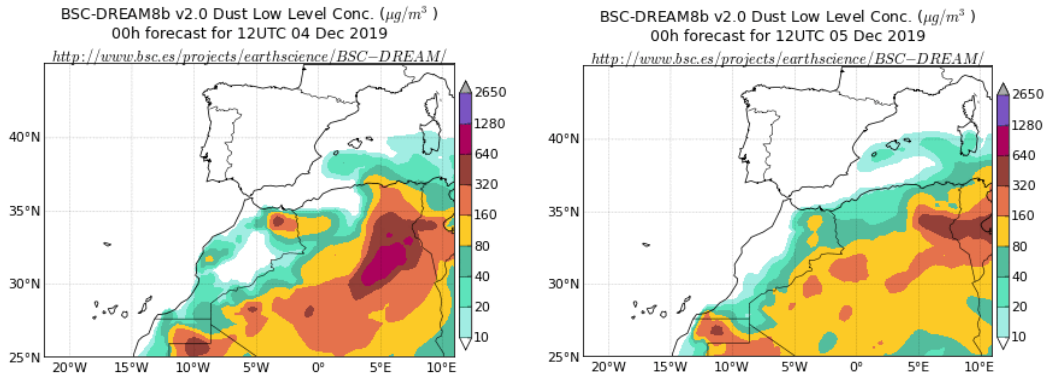 BSC-DREAM8b v2.0 Dust Low Level Conc. (μg/m³ )
00h forecast for 12UTC 04 Dec 2019
http://www.bsc.es/projects/earthscience/BSC−DREAM/
2650
1280
640
320
160
80
40
20
10
40°N
35°N
30°N
25°N
20°W
15°W
10°W
5°W
0°
5°E
10°E
BSC-DREAM8b v2.0 Dust Low Level Conc. (μg/m³ )
00h forecast for 12UTC 05 Dec 2019
http://www.bsc.es/projects/earthscience/BSC−DREAM/
2650
1280
640
320
160
80
40
20
10
40°N
35°N
30°N
25°N
20°W
15°W
10°W
5°W
0°
5°E
10°E